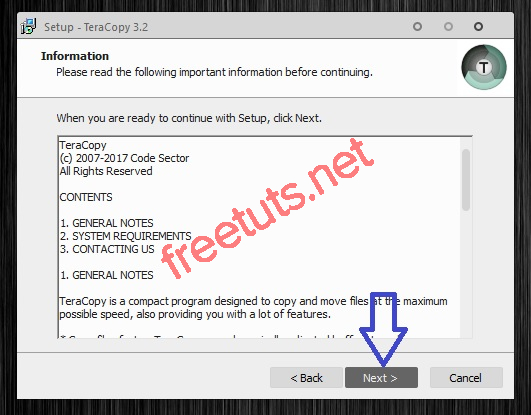 Setup - TeraCopy 3.2
Information
Please read the following important information before continuing.
T
When you are ready to continue with Setup, click Next.
TeraCopy
(c) 2007-2017 Code Sector
All Rights Reserved
CONTENTS
1. GENERAL NOTES
2. SYSTEM REQUIREMENTS
3. CONTACTING US
1. GENERAL NOTES
TeraCopy is a compact program designed to copy and move files at the maximum
possible speed, also providing you with a lot of features.
freetuts.net
< Back
Next >
Cancel